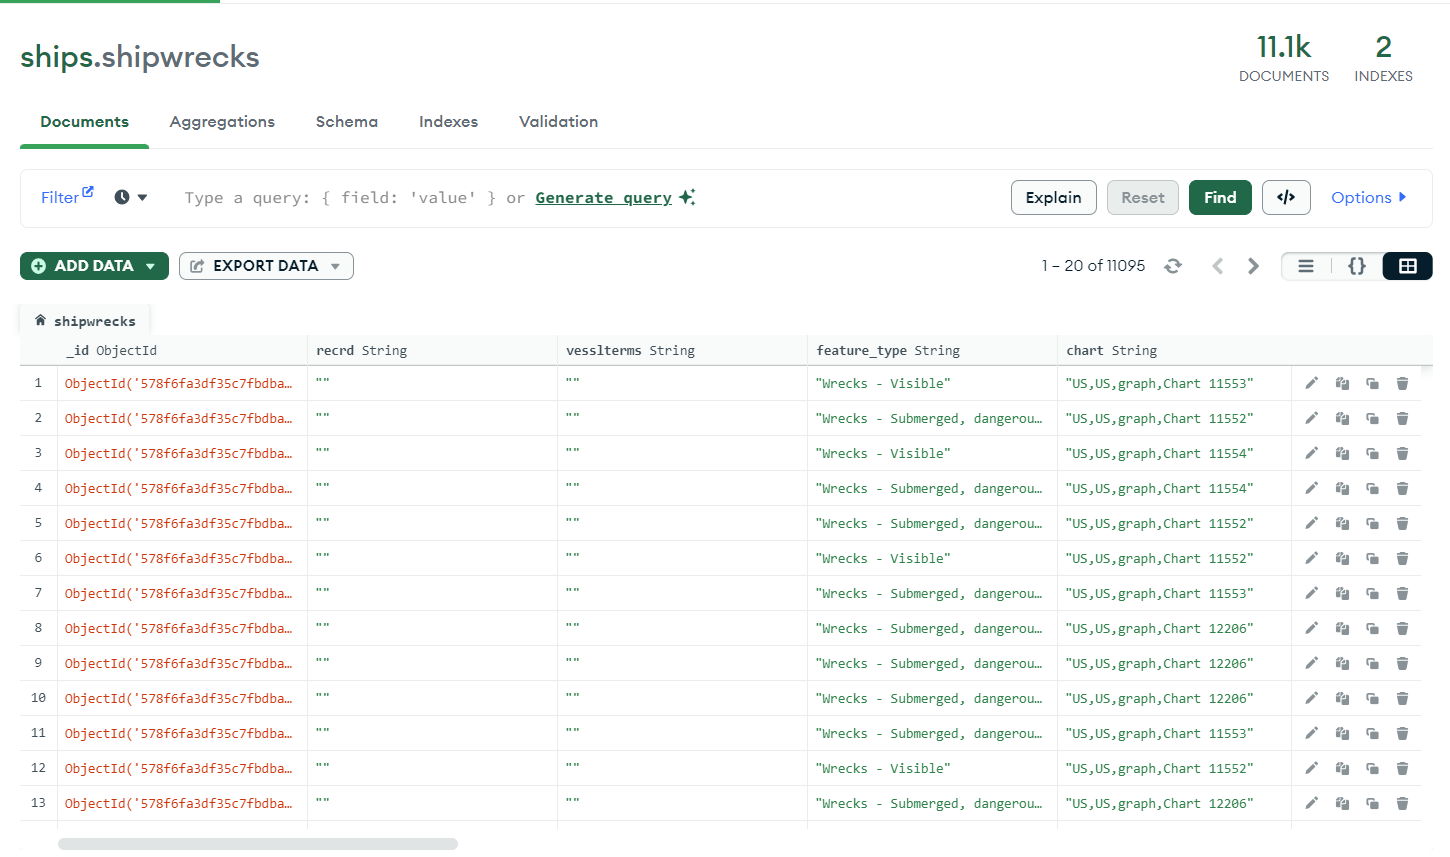 ships.shipwrecks
11.1k
DOCUMENTS
2
INDEXES
Documents Aggregations Schema Indexes Validation
Filter Type a query: { field: 'value' } or Generate query Explain Reset Find </> Options
ADD DATA EXPORT DATA 1 – 20 of 11095 {}
shipwrecks
_id ObjectId recrd String vesslterms String feature_type String chart String
1 ObjectId('578f6fa3df35c7fbdba… "" "" "Wrecks - Visible" "US,US,graph,Chart 11553"
2 ObjectId('578f6fa3df35c7fbdba… "" "" "Wrecks - Submerged, dangerou… "US,US,graph,Chart 11552"
3 ObjectId('578f6fa3df35c7fbdba… "" "" "Wrecks - Visible" "US,US,graph,Chart 11554"
4 ObjectId('578f6fa3df35c7fbdba… "" "" "Wrecks - Submerged, dangerou… "US,US,graph,Chart 11554"
5 ObjectId('578f6fa3df35c7fbdba… "" "" "Wrecks - Submerged, dangerou… "US,US,graph,Chart 11552"
6 ObjectId('578f6fa3df35c7fbdba… "" "" "Wrecks - Visible" "US,US,graph,Chart 11552"
7 ObjectId('578f6fa3df35c7fbdba… "" "" "Wrecks - Submerged, dangerou… "US,US,graph,Chart 11553"
8 ObjectId('578f6fa3df35c7fbdba… "" "" "Wrecks - Submerged, dangerou… "US,US,graph,Chart 12206"
9 ObjectId('578f6fa3df35c7fbdba… "" "" "Wrecks - Submerged, dangerou… "US,US,graph,Chart 12206"
10 ObjectId('578f6fa3df35c7fbdba… "" "" "Wrecks - Submerged, dangerou… "US,US,graph,Chart 12206"
11 ObjectId('578f6fa3df35c7fbdba… "" "" "Wrecks - Submerged, dangerou… "US,US,graph,Chart 11553"
12 ObjectId('578f6fa3df35c7fbdba… "" "" "Wrecks - Visible" "US,US,graph,Chart 11552"
13 ObjectId('578f6fa3df35c7fbdba… "" "" "Wrecks - Submerged, dangerou… "US,US,graph,Chart 12206"